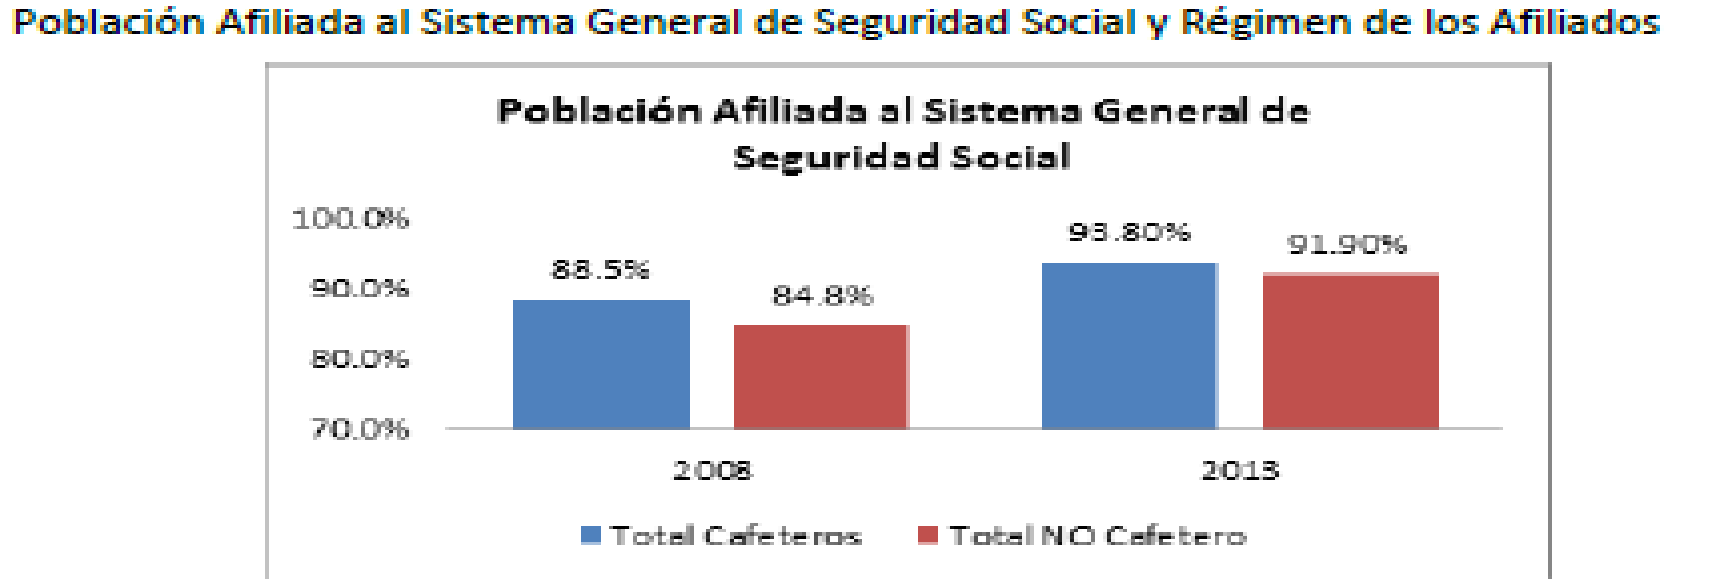 Población Afiliada al Sistema General de Seguridad Social y Régimen de los Afiliados
Población Afiliada al Sistema General de
Seguridad Social
100.0%
90.0%
80.0%
70.0%
88.5%
84.8%
93.80%
91.90%
2008
2013
Total Cafeteros
Total NO Cafetero